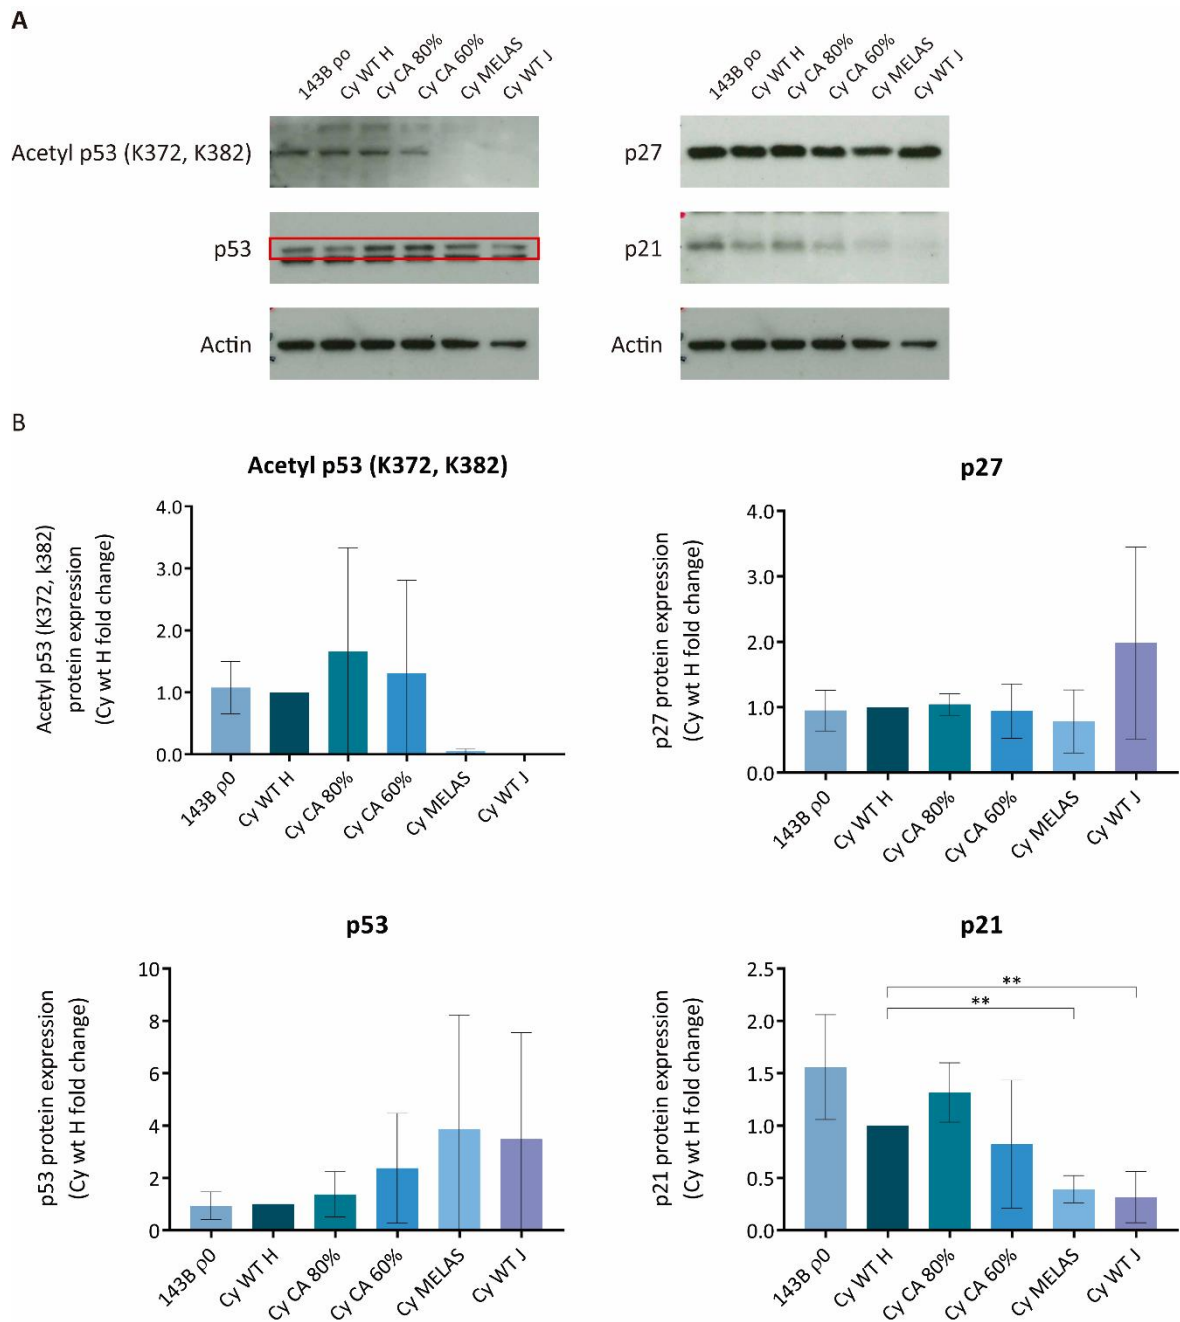 A
143B po
Cy WT H
Cy CA 80%
Cy CA 60%
Cy MELAS
Cy WT J
143B po
Cy WT H
Cy CA 80%
Cy CA 60%
Cy MELAS
Cy WT J
Acetyl p53 (K372, K382)
p27
p53
p21
Actin
Actin
B
Acetyl p53 (K372, K382)
Acetyl p53 (K372, k382)
protein expression
(Cy wt H fold change)
4.0
3.0
2.0
1.0
0.0
143B ρ0
Cy WT H
Cy CA 80%
Cy CA 60%
Cy MELAS
Cy WT J
p27
p27 protein expression
(Cy wt H fold change)
4.0
3.0
2.0
1.0
0.0
143B ρ0
Cy WT H
Cy CA 80%
Cy CA 60%
Cy MELAS
Cy WT J
p53
p53 protein expression
(Cy wt H fold change)
10
8
6
4
2
0
143B ρ0
Cy WT H
Cy CA 80%
Cy CA 60%
Cy MELAS
Cy WT J
p21
p21 protein expression
(Cy wt H fold change)
2.5
2.0
1.5
1.0
0.5
0.0
**
**
143B ρ0
Cy WT H
Cy CA 80%
Cy CA 60%
Cy MELAS
Cy WT J